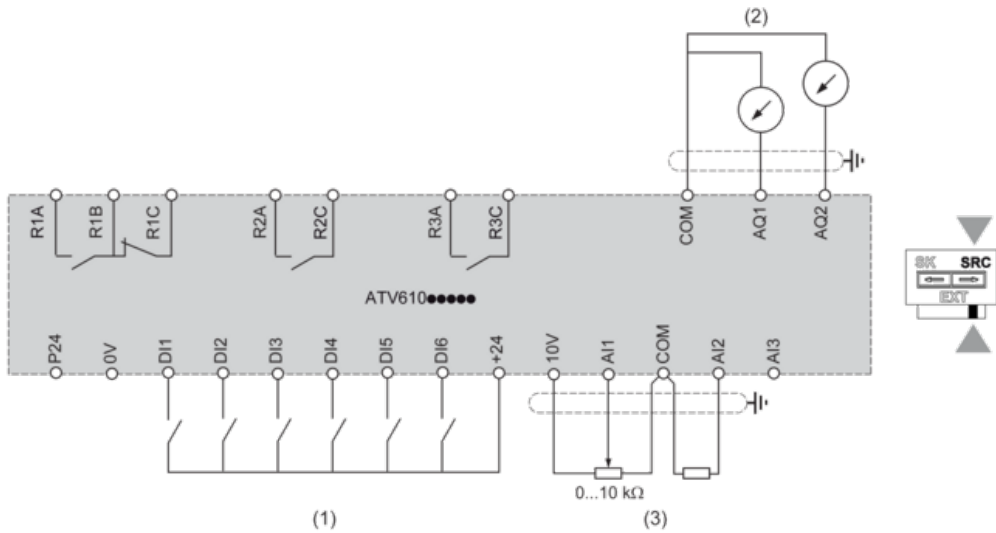 (2)
R1A R1B R1C R2A R2C R3A R3C COM AQ1 AQ2
SK SRC
EXT
ATV610●●●●●
P24 0V DI1 DI2 DI3 DI4 DI5 DI6 +24 10V AI1 COM AI2 AI3
0...10 kΩ
(1) (3)